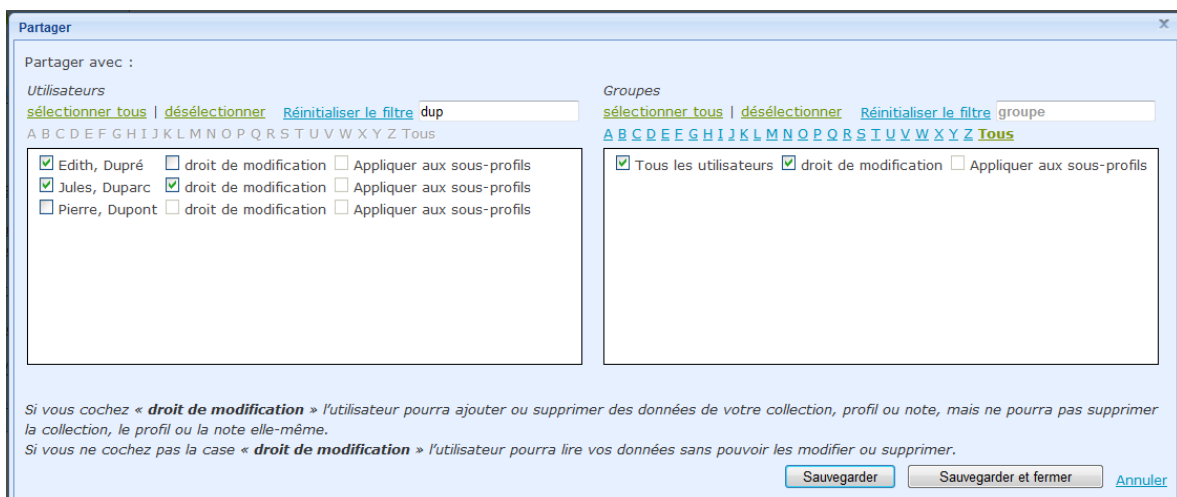 Partager
Partager avec :
Utilisateurs
sélectionner tous | désélectionner Réinitialiser le filtre dup
A B C D E F G H I J K L M N O P Q R S T U V W X Y Z Tous
Edith, Dupré droit de modification Appliquer aux sous-profils
Jules, Duparc droit de modification Appliquer aux sous-profils
Pierre, Dupont droit de modification Appliquer aux sous-profils
Groupes
sélectionner tous | désélectionner Réinitialiser le filtre groupe
A B C D E F G H I J K L M N O P Q R S T U V W X Y Z Tous
Tous les utilisateurs droit de modification Appliquer aux sous-profils
Si vous cochez « droit de modification » l'utilisateur pourra ajouter ou supprimer des données de votre collection, profil ou note, mais ne pourra pas supprimer
la collection, le profil ou la note elle-même.
Si vous ne cochez pas la case « droit de modification » l'utilisateur pourra lire vos données sans pouvoir les modifier ou supprimer.
Sauvegarder Sauvegarder et fermer Annuler